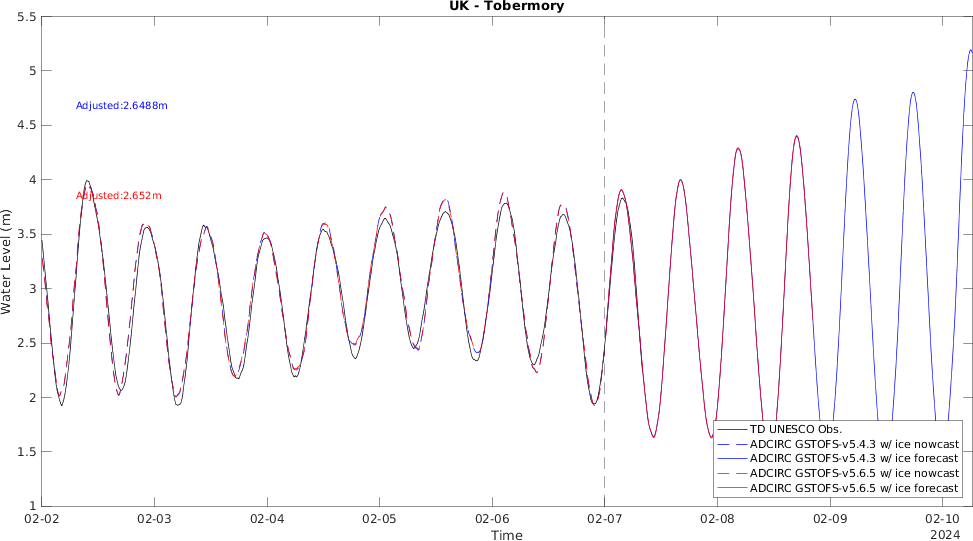 UK - Tobermory
5.5
5
4.5
4
3.5
3
2.5
2
1.5
1
Water Level (m)
Adjusted:2.6488m
Adjusted:2.652m
TD UNESCO Obs.
ADCIRC GSTOFS-v5.4.3 w/ ice nowcast
ADCIRC GSTOFS-v5.4.3 w/ ice forecast
ADCIRC GSTOFS-v5.6.5 w/ ice nowcast
ADCIRC GSTOFS-v5.6.5 w/ ice forecast
02-02 02-03 02-04 02-05 02-06 02-07 02-08 02-09 02-10
Time
2024